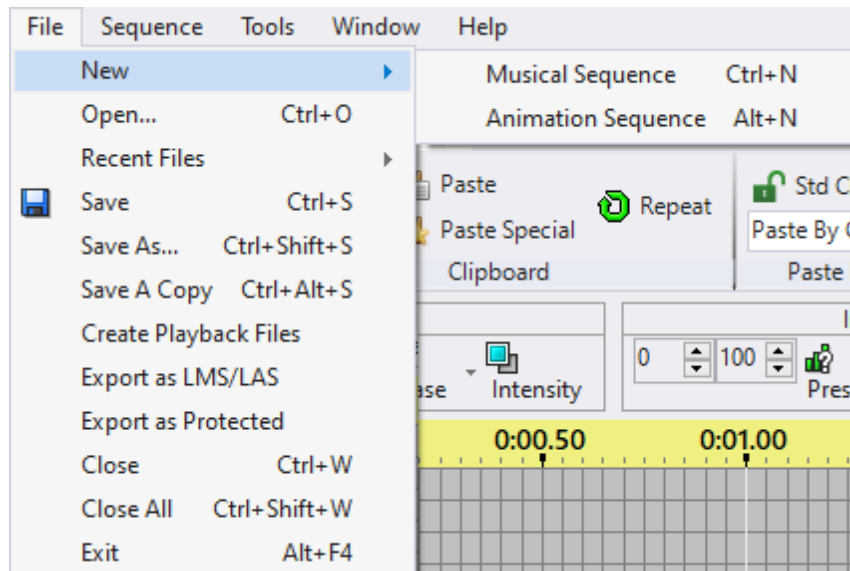 File Sequence Tools Window Help
New
Musical Sequence Ctrl+N
Open... Ctrl+O
Animation Sequence Alt+N
Recent Files
Save Ctrl+S
Save As... Ctrl+Shift+S
Save A Copy Ctrl+Alt+S
Create Playback Files
Export as LMS/LAS
Export as Protected
Close Ctrl+W
Close All Ctrl+Shift+W
Exit Alt+F4
Paste
Paste Special
Repeat
Clipboard
Std
Paste By
Paste
Intensity
0 100
0:00.50 0:01.00